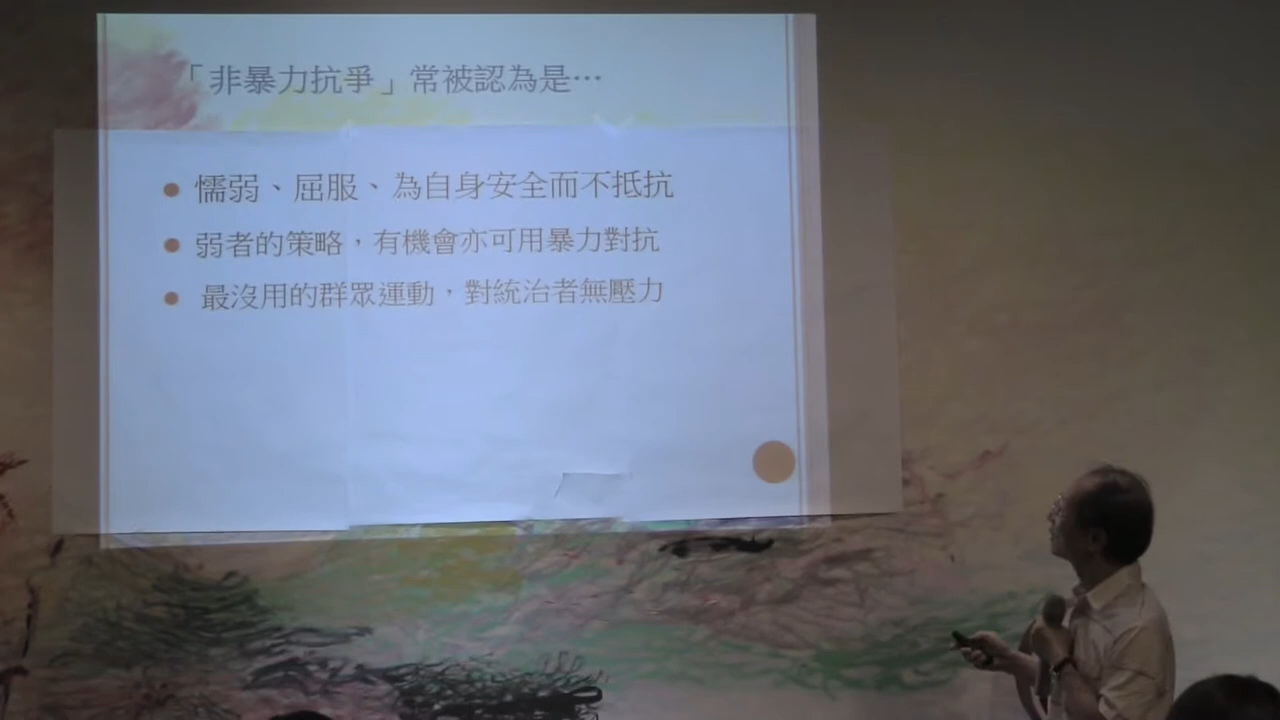 「非暴力抗爭」常被認為是…
懦弱、屈服、為自身安全而不抵抗
弱者的策略，有機會亦可用暴力對抗
最沒用的群眾運動，對統治者無壓力